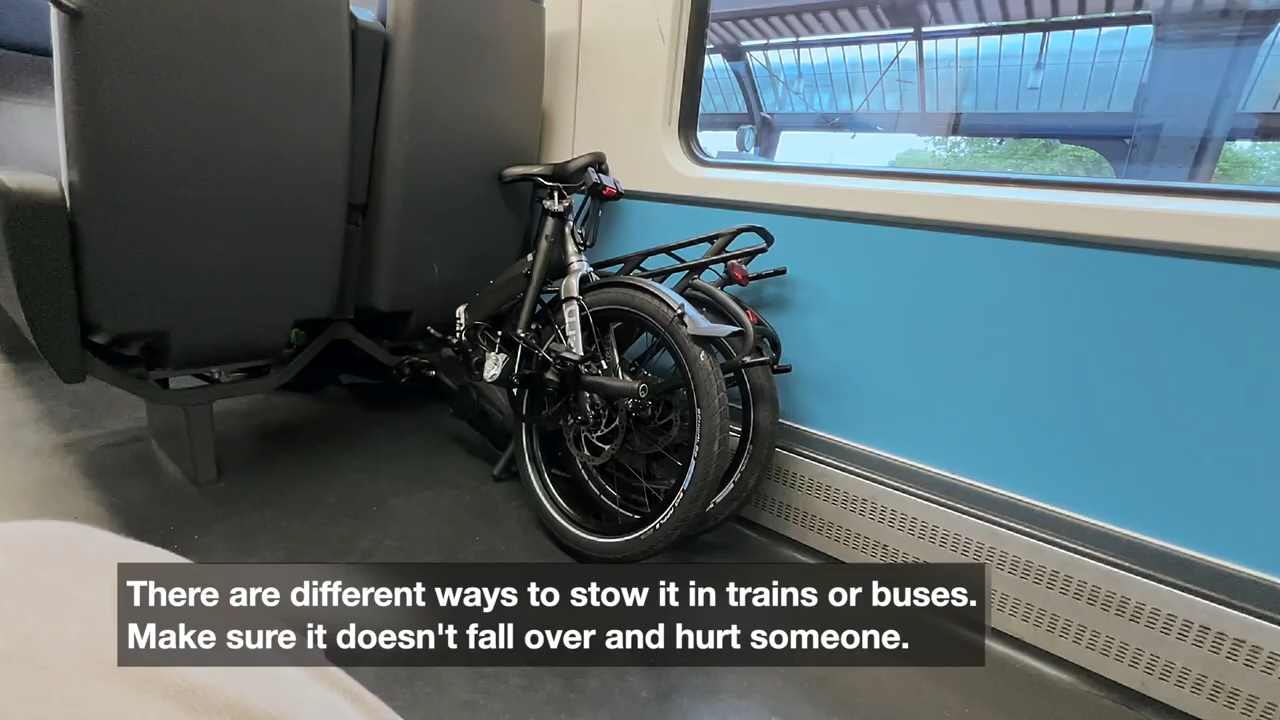 There are different ways to stow it in trains or buses.
Make sure it doesn't fall over and hurt someone.